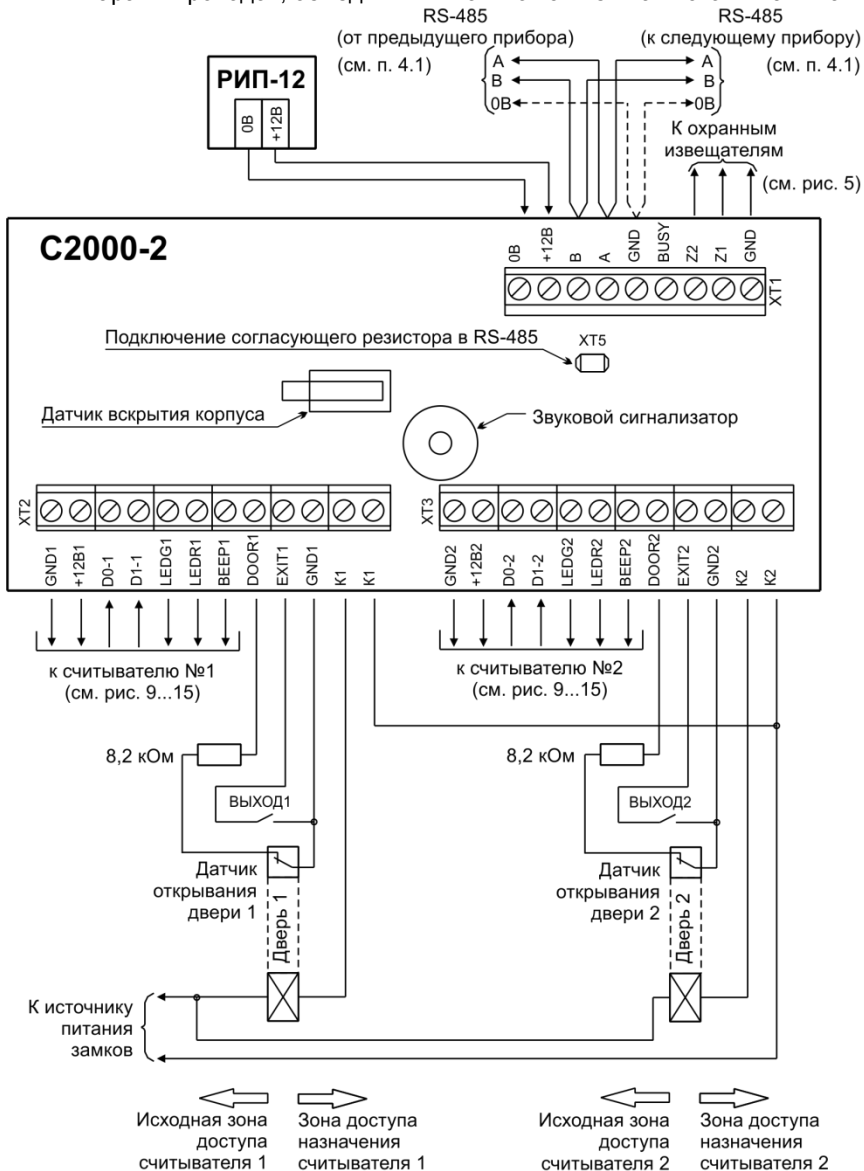 RS-485
(от предыдущего прибора)
(см. п. 4.1)
A
B
0В
RS-485
(к следующему прибору)
A
B
0В
(см. п. 4.1)
РИП-12
0В
+12В
К охранным
извещателям
(см. рис. 5)
С2000-2
0В
+12В
B
A
GND
BUSY
Z2
Z1
GND
XT1
Подключение согласующего резистора в RS-485
XT5
Датчик вскрытия корпуса
Звуковой сигнализатор
XT2
GND1
+12В1
D0-1
D1-1
LEDG1
LEDR1
BEEP1
DOOR1
EXIT1
GND1
К1
К1
XT3
GND2
+12В2
D0-2
D1-2
LEDG2
LEDR2
BEEP2
DOOR2
EXIT2
GND2
К2
К2
к считывателю №1
(см. рис. 9...15)
к считывателю №2
(см. рис. 9...15)
8,2 кОм
8,2 кОм
ВЫХОД1
ВЫХОД2
Датчик
открывания
двери 1
Дверь 1
Датчик
открывания
двери 2
Дверь 2
К источнику
питания
замков
Исходная зона
доступа
считывателя 1
Зона доступа
назначения
считывателя 1
Исходная зона
доступа
считывателя 2
Зона доступа
назначения
считывателя 2